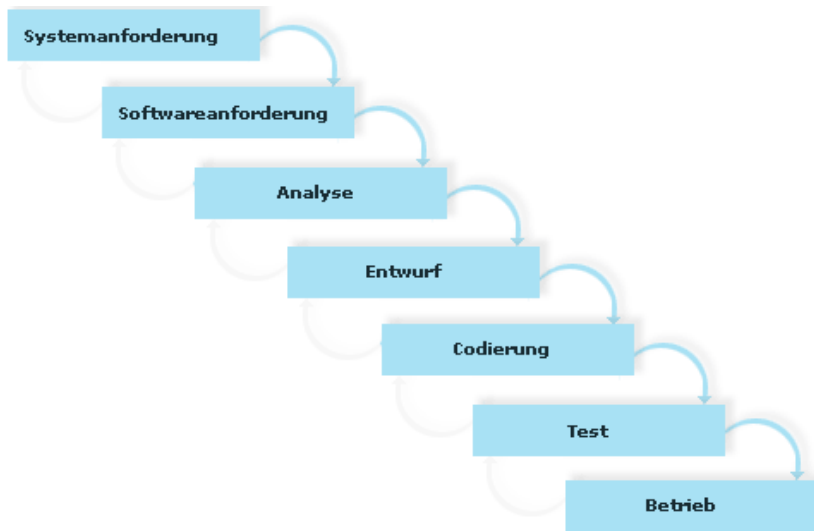 Systemanforderung
Softwareanforderung
Analyse
Entwurf
Codierung
Test
Betrieb